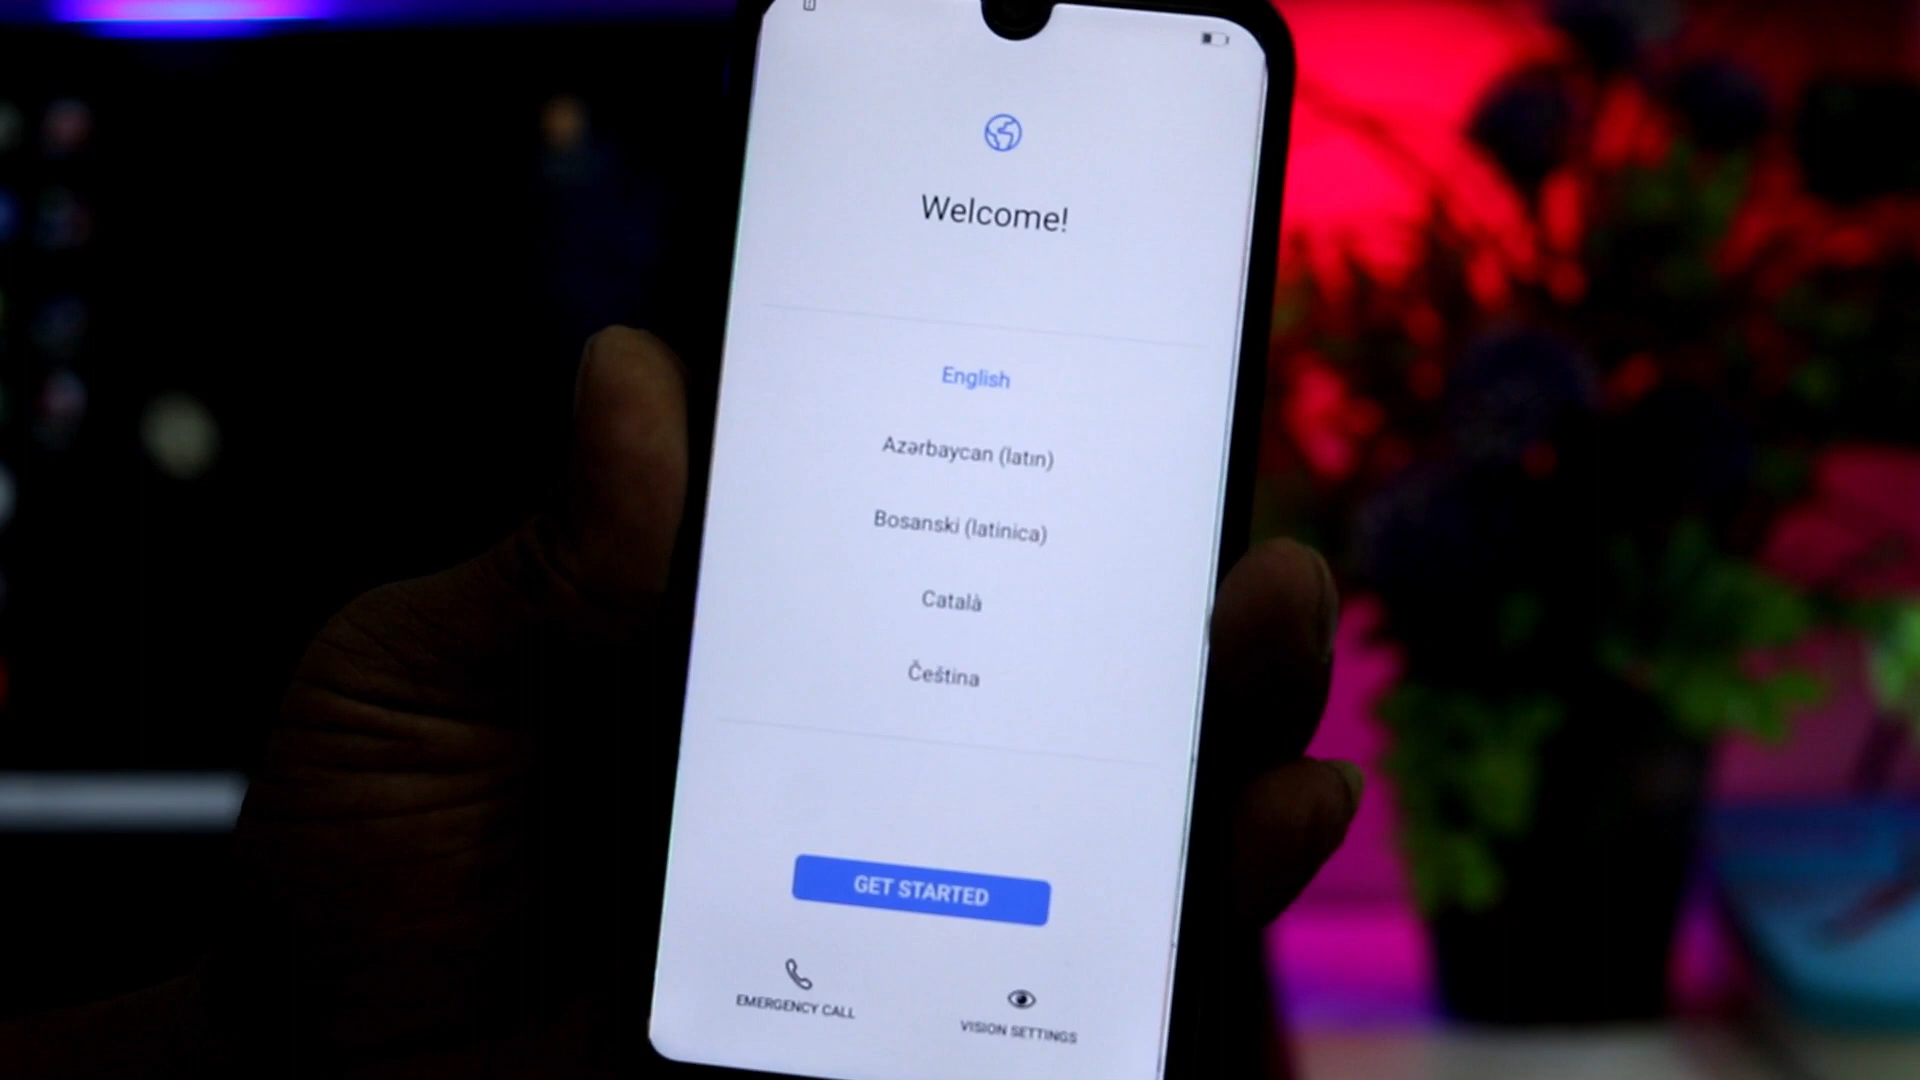 Welcome!
English
Azərbaycan (latın)
Bosanski (latinica)
Català
Čeština
GET STARTED
EMERGENCY CALL
VISION SETTINGS